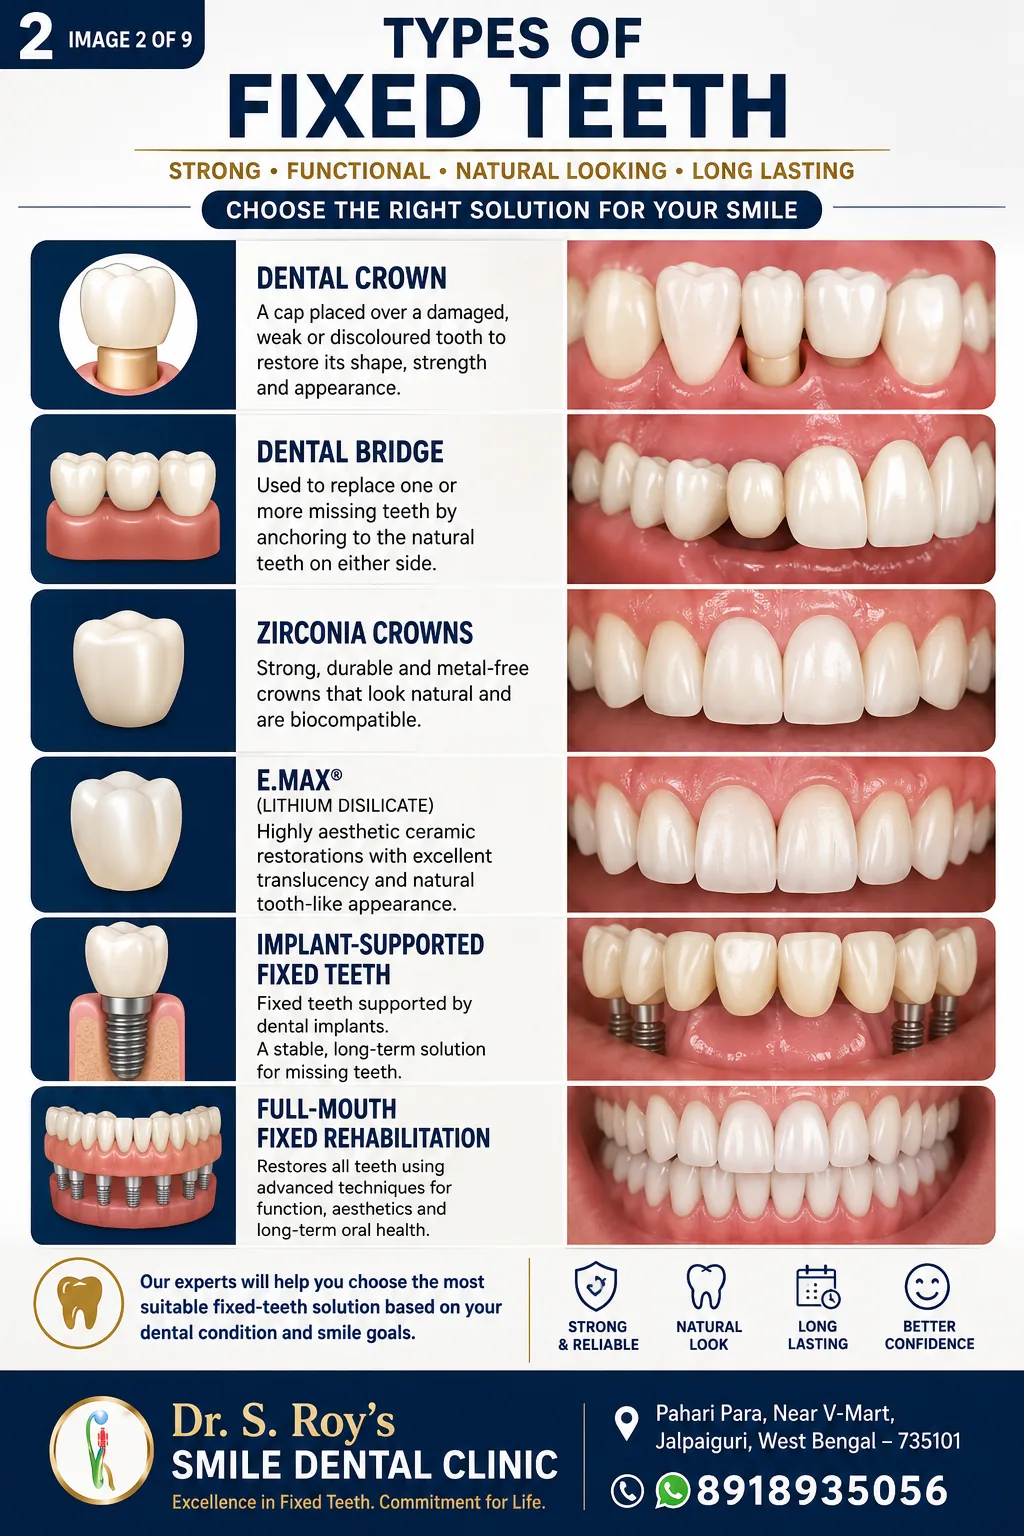 2 IMAGE 2 OF 9
TYPES OF
FIXED TEETH
STRONG • FUNCTIONAL • NATURAL LOOKING • LONG LASTING
CHOOSE THE RIGHT SOLUTION FOR YOUR SMILE
DENTAL CROWN
A cap placed over a damaged,
weak or discoloured tooth to
restore its shape, strength
and appearance.
DENTAL BRIDGE
Used to replace one or
more missing teeth by
anchoring to the natural
teeth on either side.
ZIRCONIA CROWNS
Strong, durable and metal-free
crowns that look natural and
are biocompatible.
E.MAX®
(LITHIUM DISILICATE)
Highly aesthetic ceramic
restorations with excellent
translucency and natural
tooth-like appearance.
IMPLANT-SUPPORTED
FIXED TEETH
Fixed teeth supported by
dental implants.
A stable, long-term solution
for missing teeth.
FULL-MOUTH
FIXED REHABILITATION
Restores all teeth using
advanced techniques for
function, aesthetics and
long-term oral health.
Our experts will help you choose the most
suitable fixed-teeth solution based on your
dental condition and smile goals.
STRONG
& RELIABLE
NATURAL
LOOK
LONG
LASTING
BETTER
CONFIDENCE
Dr. S. Roy's
SMILE DENTAL CLINIC
Excellence in Fixed Teeth. Commitment for Life.
Pahari Para, Near V-Mart,
Jalpaiguri, West Bengal – 735101
8918935056